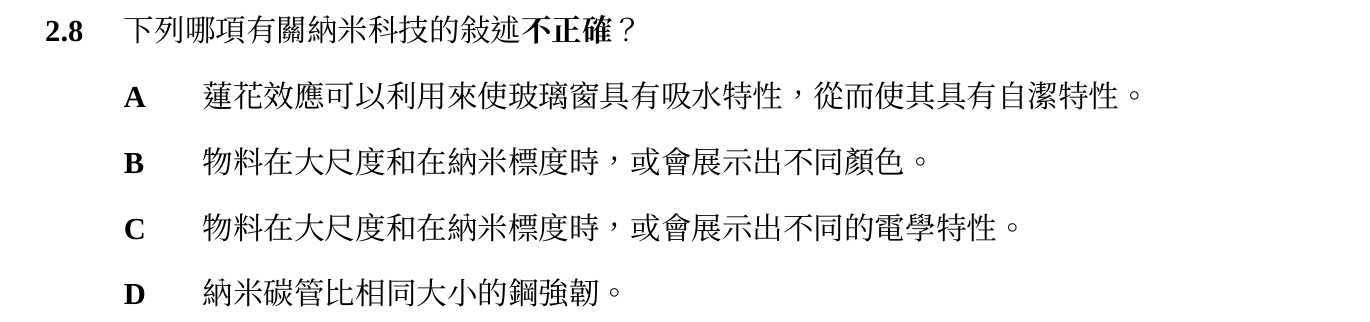 2.8 下列哪項有關納米科技的敍述不正確？
A 蓮花效應可以利用來使玻璃窗具有吸水特性，從而使其具有自潔特性。
B 物料在大尺度和在納米標度時，或會展示出不同顏色。
C 物料在大尺度和在納米標度時，或會展示出不同的電學特性。
D 納米碳管比相同大小的鋼強韌。